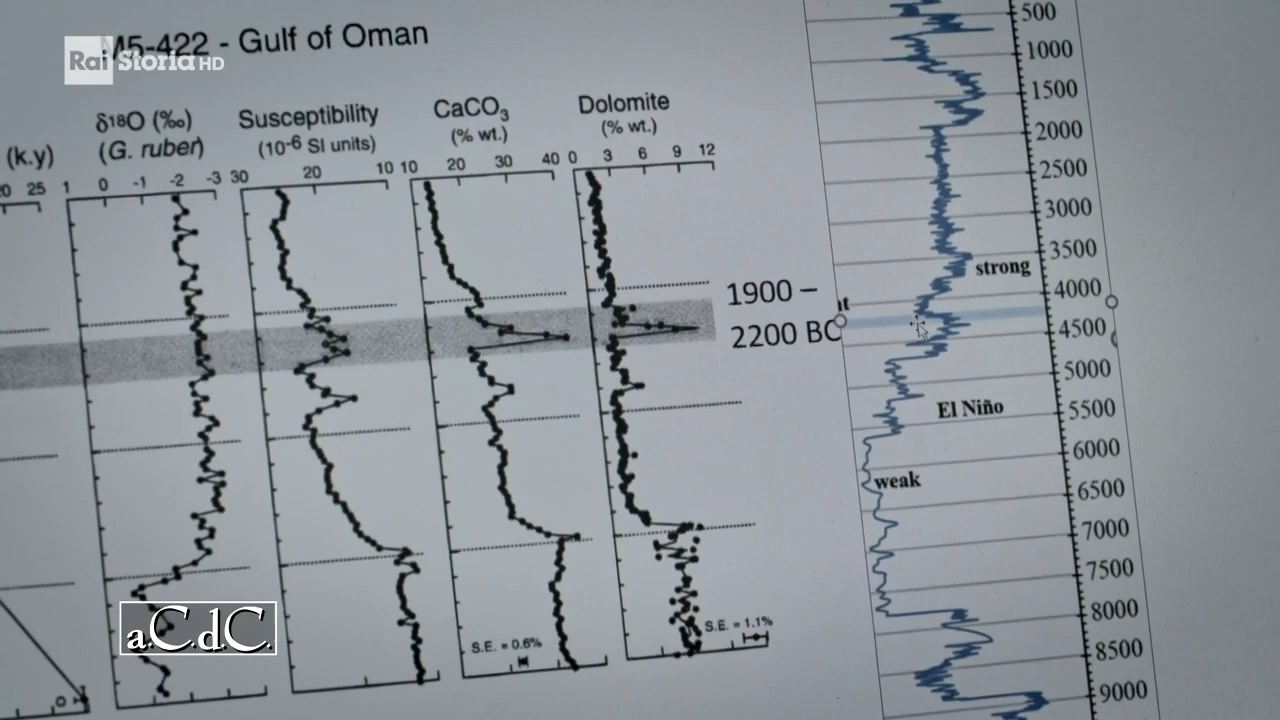 M5-422 - Gulf of Oman
Rai Storia HD
(k.y)
25
δ18O (‰)
(G. ruber)
1 0 -1 -2 -3
Susceptibility
(10-6 SI units)
30 20 10
CaCO3
(% wt.)
10 20 30 40
Dolomite
(% wt.)
0 3 6 9 12
1900 –
2200 BC
S.E. = 0.6%
S.E. = 1.1%
500
1000
1500
2000
2500
3000
3500
strong
4000
4500
5000
El Niño
5500
6000
weak
6500
7000
7500
8000
8500
9000
a.C.d.C.